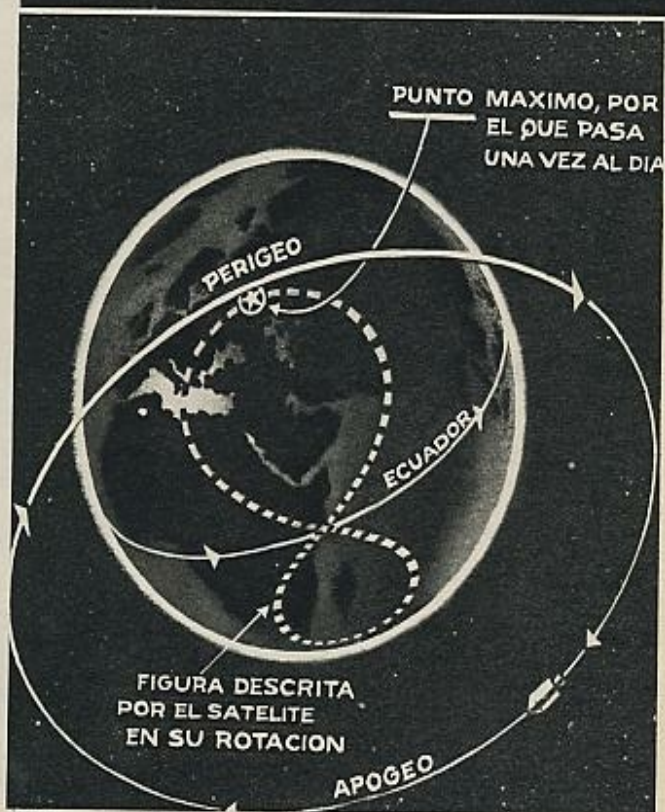 PUNTO MAXIMO, POR
EL QUE PASA
UNA VEZ AL DIA
PERIGEO
ECUADOR
FIGURA DESCRITA
POR EL SATELITE
EN SU ROTACION
APOGEO